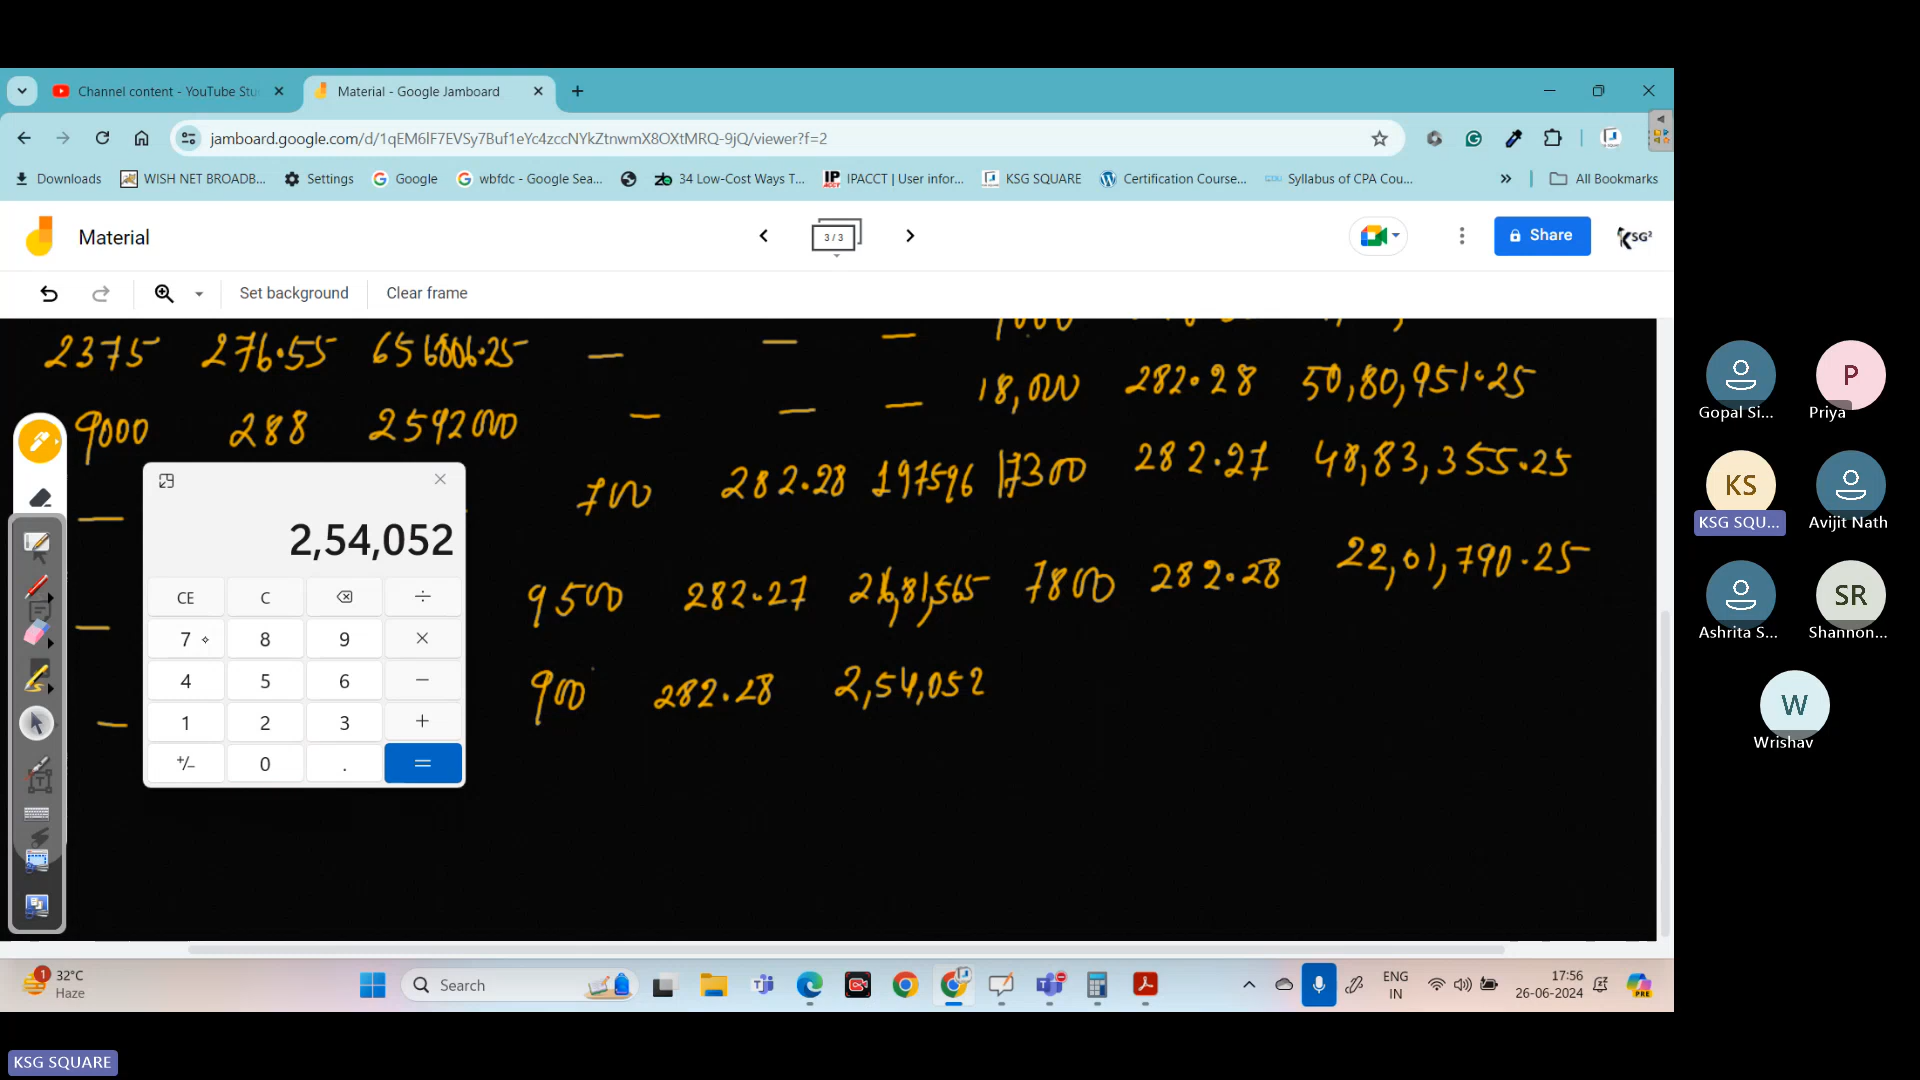 Channel content - YouTube Stu
Material - Google Jamboard
jamboard.google.com/d/1qEM6lF7EVSy7Buf1eYc4zccNYkZtnwmX8OXtMRQ-9jQ/viewer?f=2
Downloads WISH NET BROADB... Settings Google wbfdc - Google Sea... 34 Low-Cost Ways T... IPACCT | User infor... KSG SQUARE Certification Course... Syllabus of CPA Cou... » All Bookmarks
Material
3 / 3
Share
KSG²
Set background Clear frame
2375 276.55 656806.25 — — —
18,000 282.28 50,80,951.25
9000 288 2592000 — — —
— 700 282.28 197596 17300 282.27 48,83,355.25
— 9500 282.27 26,81,565 7800 282.28 22,01,790.25
— 900 282.28 2,54,052
2,54,052
CE C ÷
7 8 9 ×
4 5 6 −
1 2 3 +
+/− 0 . =
Gopal Si...
P
Priya
KS
KSG SQU...
Avijit Nath
Ashrita S...
SR
Shannon...
W
Wrishav
1
32°C
Haze
Search
ENG
IN
17:56
26-06-2024
PRE
KSG SQUARE